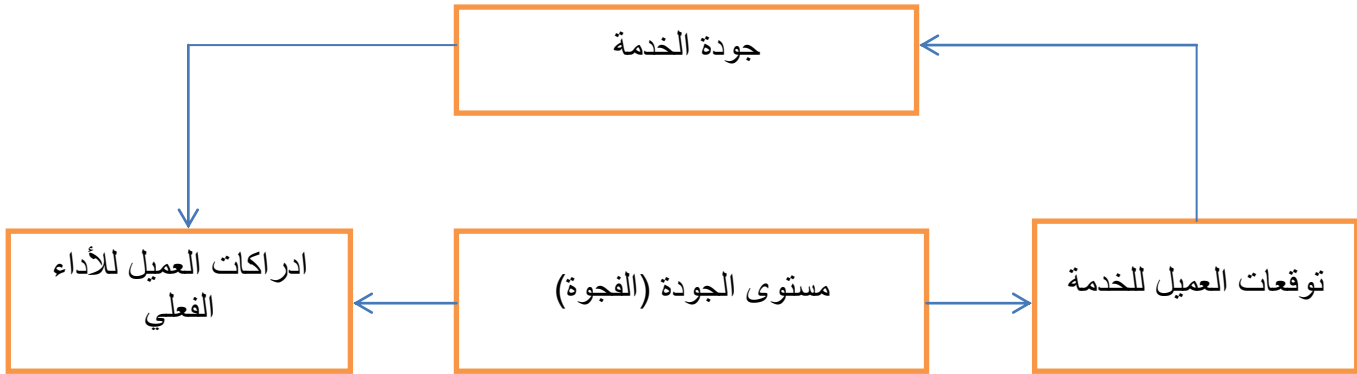 جودة الخدمة
توقعات العميل للخدمة
مستوى الجودة (الفجوة)
ادراكات العميل للأداء
الفعلي